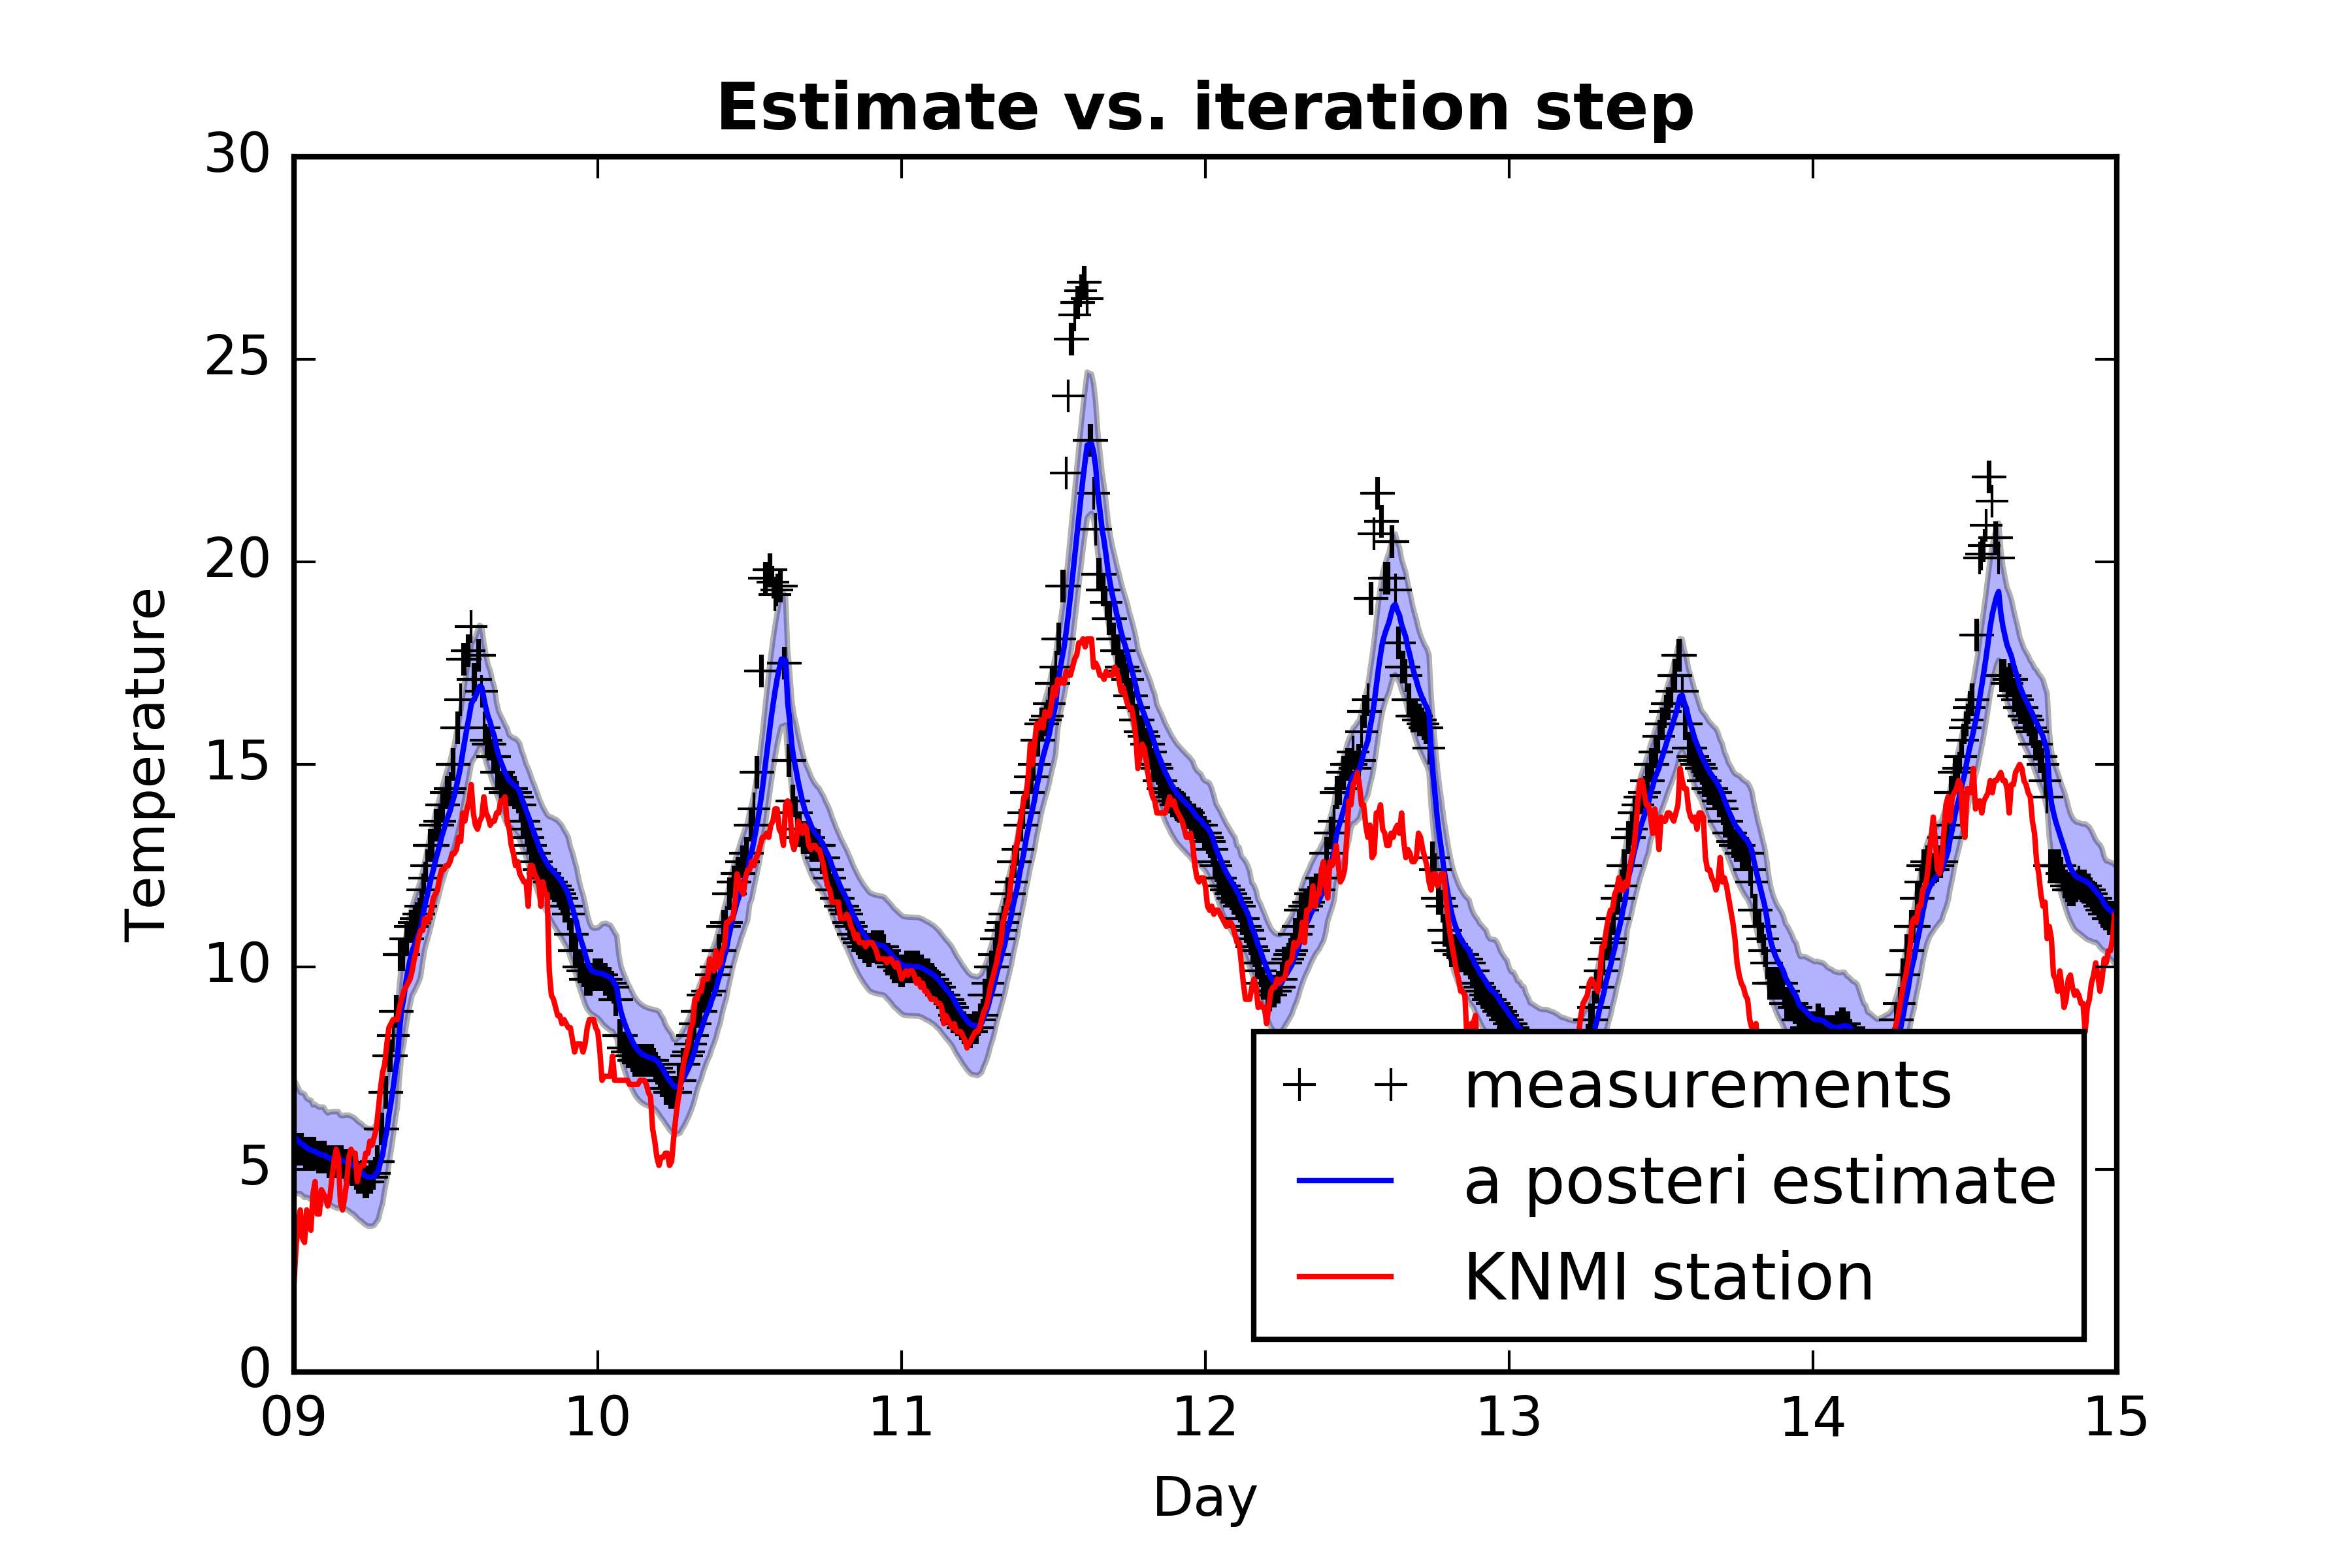 Estimate vs. iteration step
30
25
20
15
10
5
0
Temperature
09 10 11 12 13 14 15
Day
measurements
a posteri estimate
KNMI station